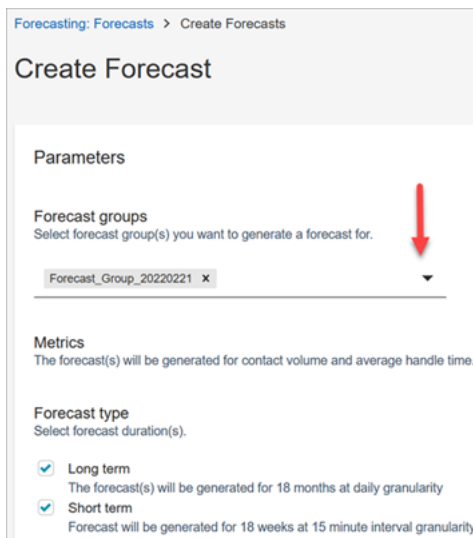 Forecasting: Forecasts > Create Forecasts
Create Forecast
Parameters
Forecast groups
Select forecast group(s) you want to generate a forecast for.
Forecast_Group_20220221 x
Metrics
The forecast(s) will be generated for contact volume and average handle time.
Forecast type
Select forecast duration(s).
Long term
The forecast(s) will be generated for 18 months at daily granularity
Short term
Forecast will be generated for 18 weeks at 15 minute interval granularity